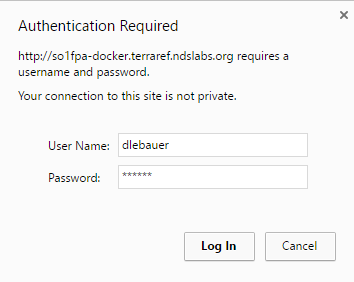 Authentication Required
http://so1fpa-docker.terraref.ndslabs.org requires a
username and password.
Your connection to this site is not private.
User Name: dlebauer
Password: ******
Log In Cancel